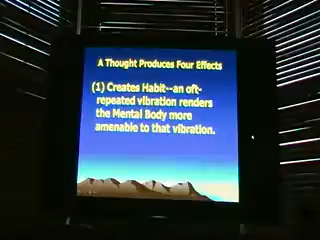 A Thought Produces Four Effects
(1) Creates Habit--an oft-
repeated vibration renders
the Mental Body more
amenable to that vibration.